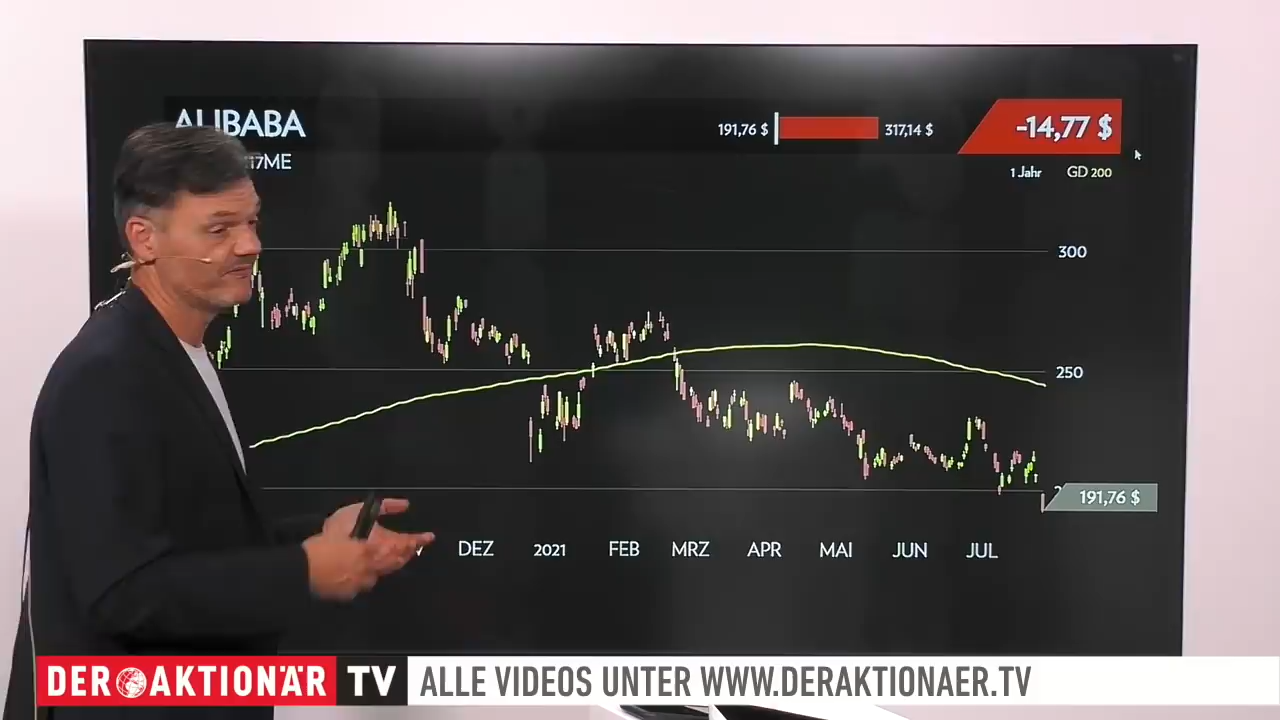 ALIBABA
191,76 $ 317,14 $
-14,77 $
17ME
1 Jahr GD 200
300
250
191,76 $
DEZ 2021 FEB MRZ APR MAI JUN JUL
DER AKTIONÄR TV ALLE VIDEOS UNTER WWW.DERAKTIONAER.TV